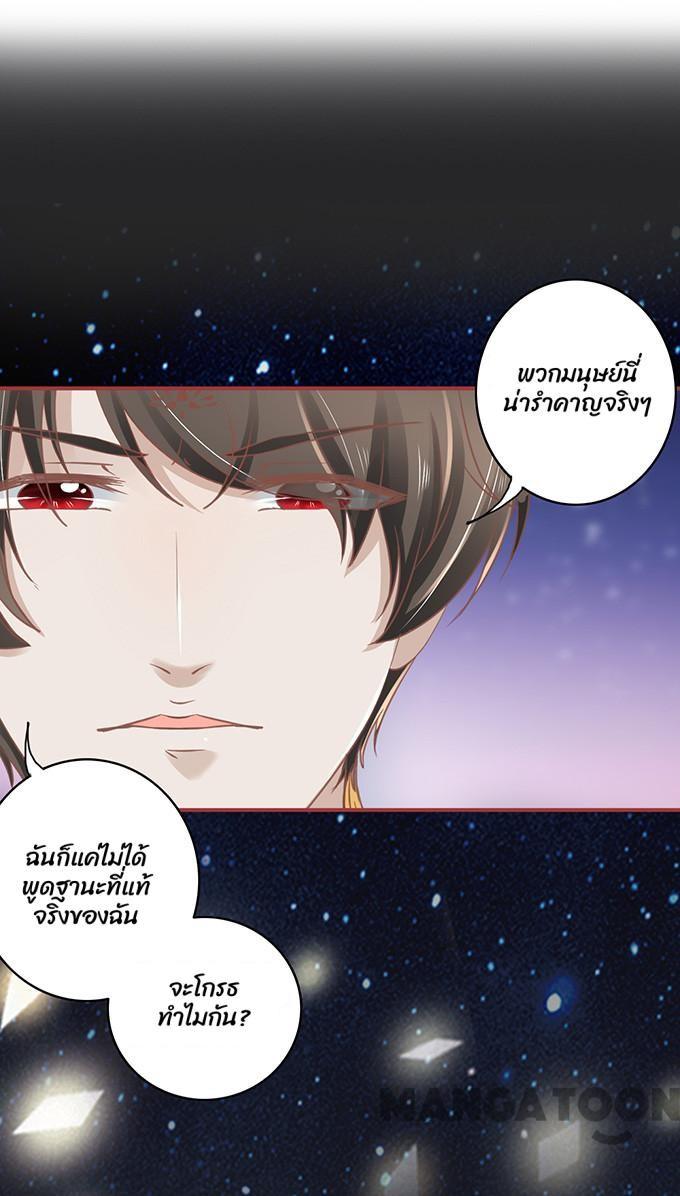 พวกมนุษย์นี่
น่ารำคาญจริงๆ
ฉันก็แค่ไม่ได้
พูดฐานะที่แท้
จริงของฉัน
จะโกรธ
ทำไมกัน?
MANGATOON